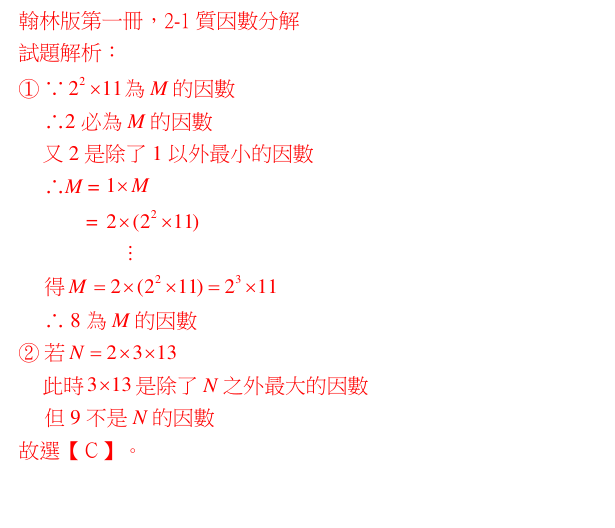 翰林版第一冊，2-1 質因數分解
試題解析：
① ∵ 2²×11為 M 的因數
∴2 必為 M 的因數
又 2 是除了 1 以外最小的因數
∴M = 1×M
= 2×(2²×11)
⋮
得 M = 2×(2²×11) = 2³×11
∴ 8 為 M 的因數
② 若 N = 2×3×13
此時 3×13 是除了 N 之外最大的因數
但 9 不是 N 的因數
故選【 C 】。